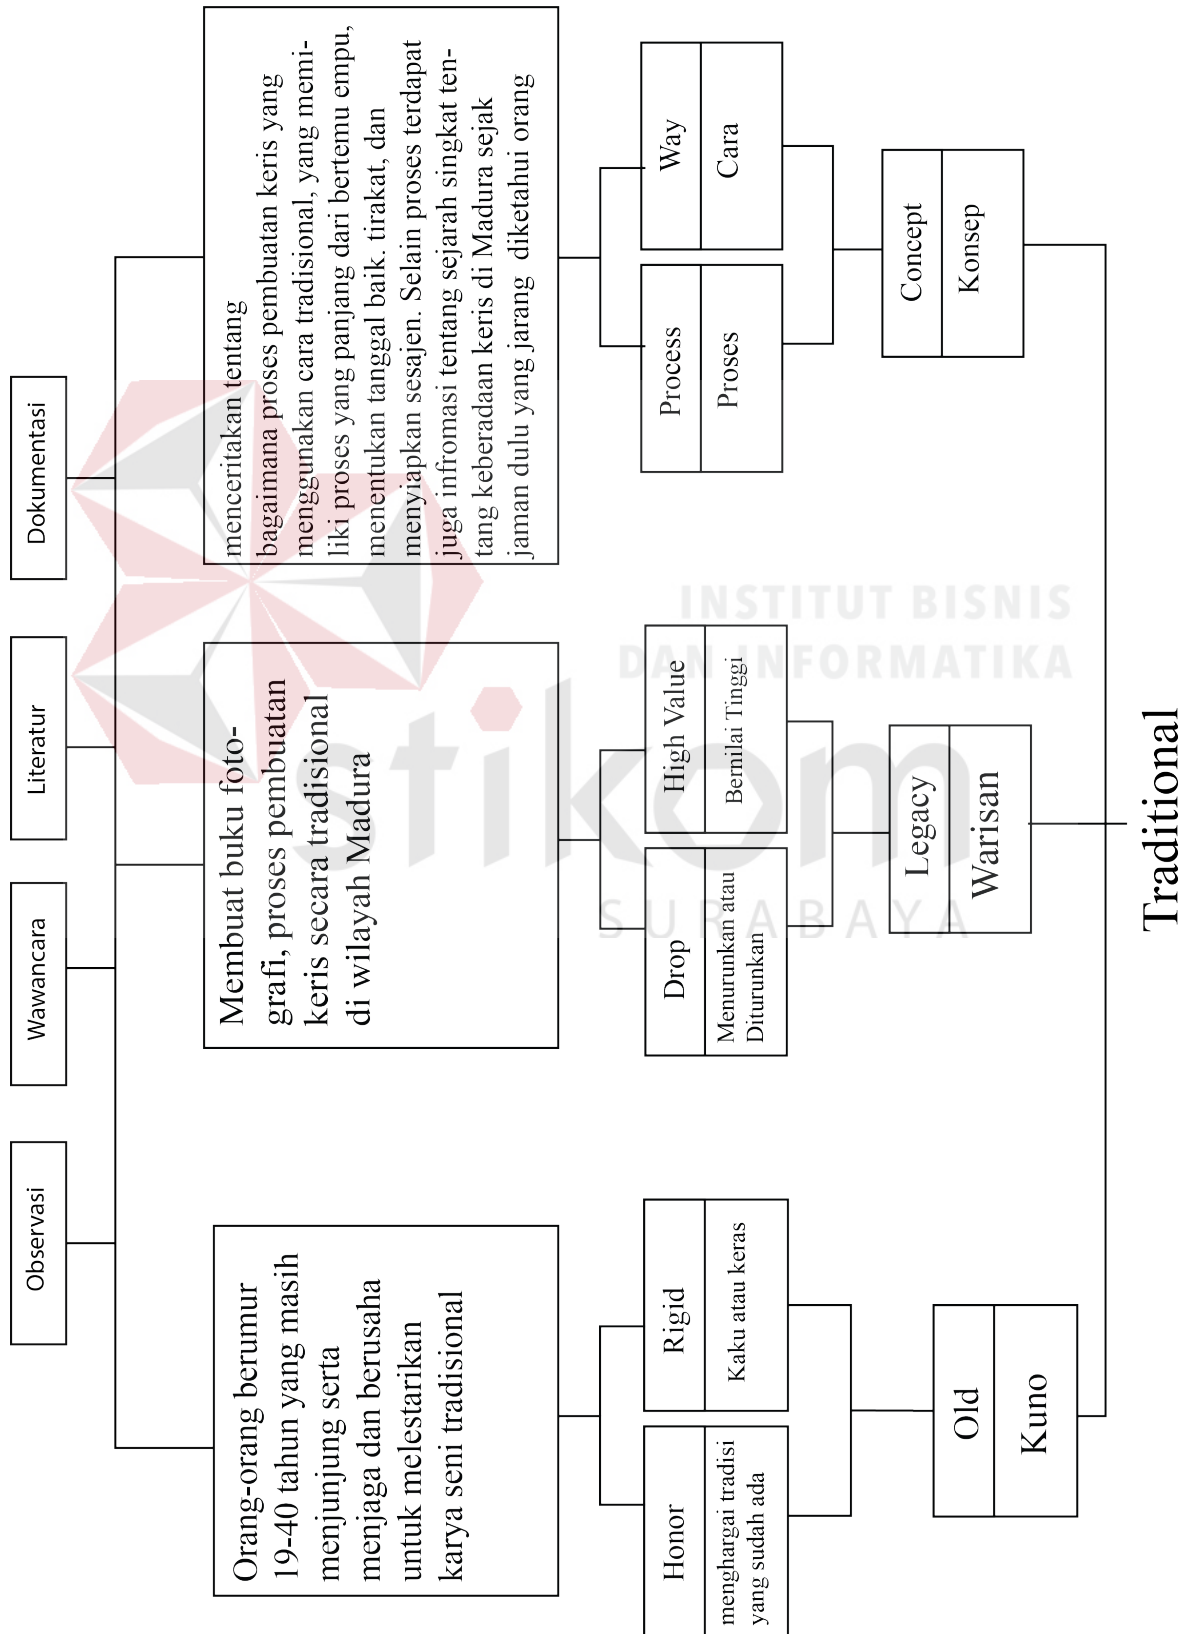 Observasi
Wawancara
Literatur
Dokumentasi
Orang-orang berumur
19-40 tahun yang masih
menjunjung serta
menjaga dan berusaha
untuk melestarikan
karya seni tradisional
Membuat buku foto-
grafi, proses pembuatan
keris secara tradisional
di wilayah Madura
menceritakan tentang
bagaimana proses pembuatan keris yang
menggunakan cara tradisional, yang memi-
liki proses yang panjang dari bertemu empu,
menentukan tanggal baik. tirakat, dan
menyiapkan sesajen. Selain proses terdapat
juga infromasi tentang sejarah singkat ten-
tang keberadaan keris di Madura sejak
jaman dulu yang jarang diketahui orang
Honor
menghargai tradisi
yang sudah ada
Rigid
Kaku atau keras
Drop
Menurunkan atau
Diturunkan
High Value
Bernilai Tinggi
Process
Proses
Way
Cara
Old
Kuno
Legacy
Warisan
Concept
Konsep
Traditional
INSTITUT BISNIS
DAN INFORMATIKA
stikom
SURABAYA